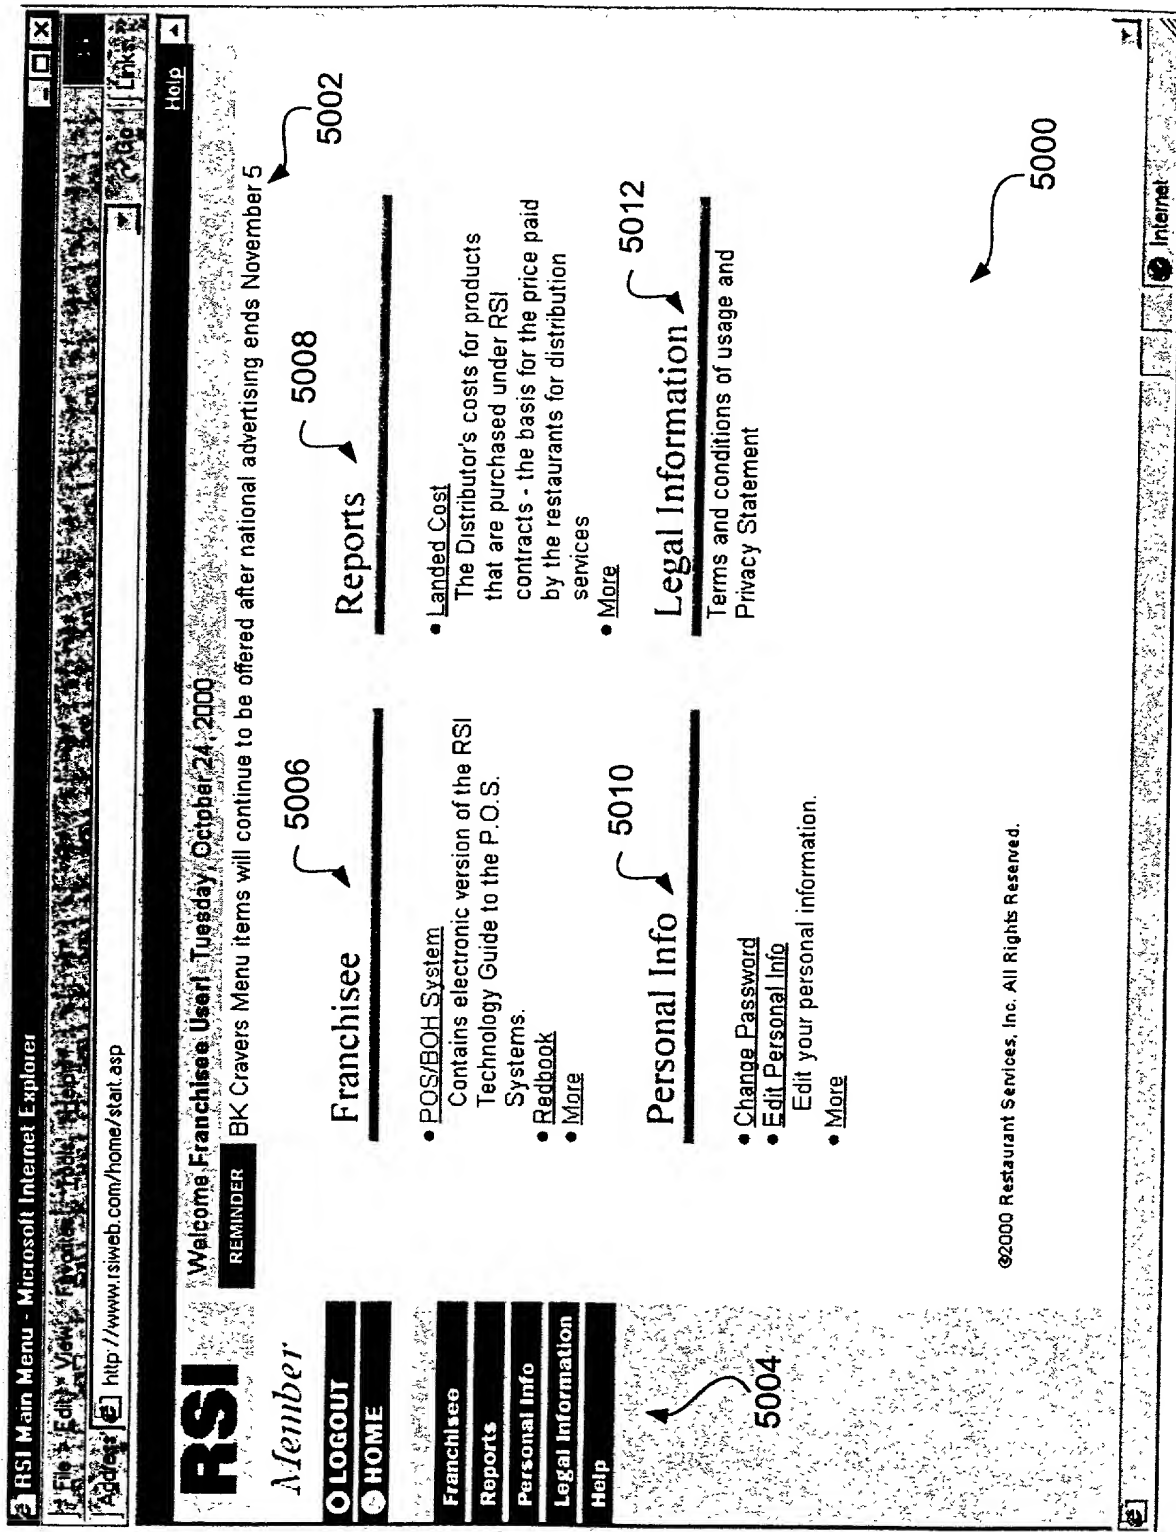 RSI Main Menu - Microsoft Internet Explorer
File Edit View Favorites Tools Help
Address http://www.rsiweb.com/home/start.asp Go Links
Help
RSI
Welcome Franchisee User! Tuesday, October 24, 2000
REMINDER BK Cravers Menu items will continue to be offered after national advertising ends November 5
5002
Member
LOGOUT
HOME
Franchisee
Reports
Personal Info
Legal Information
Help
5004
Franchisee
5006
• POS/BOH System
Contains electronic version of the RSI
Technology Guide to the P.O.S.
Systems.
• Redbook
• More
Reports
5008
• Landed Cost
The Distributor's costs for products
that are purchased under RSI
contracts - the basis for the price paid
by the restaurants for distribution
services
• More
Personal Info
5010
• Change Password
• Edit Personal Info
Edit your personal information.
• More
Legal Information
5012
Terms and conditions of usage and
Privacy Statement
5000
©2000 Restaurant Services, Inc. All Rights Reserved.
Internet